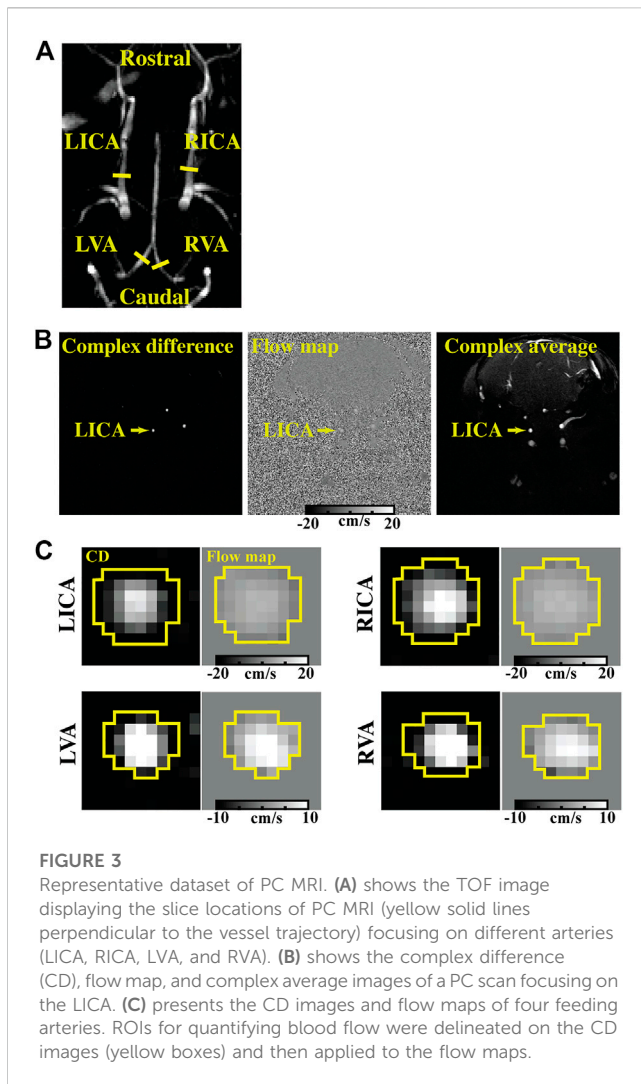 A
Rostral
LICA RICA
LVA RVA
Caudal
B
Complex difference Flow map Complex average
LICA LICA LICA
-20 20
cm/s
C
CD Flow map
LICA
-20 20
cm/s
RICA
-20 20
cm/s
LVA
-10 10
cm/s
RVA
-10 10
cm/s
FIGURE 3
Representative dataset of PC MRI. (A) shows the TOF image
displaying the slice locations of PC MRI (yellow solid lines
perpendicular to the vessel trajectory) focusing on different arteries
(LICA, RICA, LVA, and RVA). (B) shows the complex difference
(CD), flow map, and complex average images of a PC scan focusing on
the LICA. (C) presents the CD images and flow maps of four feeding
arteries. ROIs for quantifying blood flow were delineated on the CD
images (yellow boxes) and then applied to the flow maps.